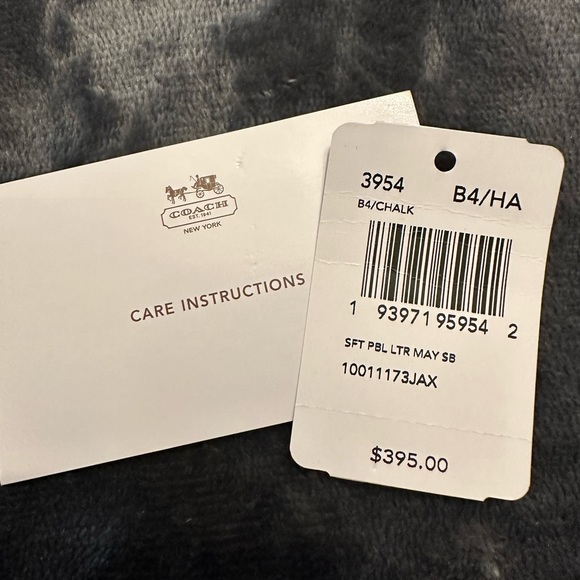 COACH
EST. 1941
NEW YORK
CARE INSTRUCTIONS
3954 B4/HA
B4/CHALK
1 93971 95954 2
SFT PBL LTR MAY SB
10011173JAX
$395.00